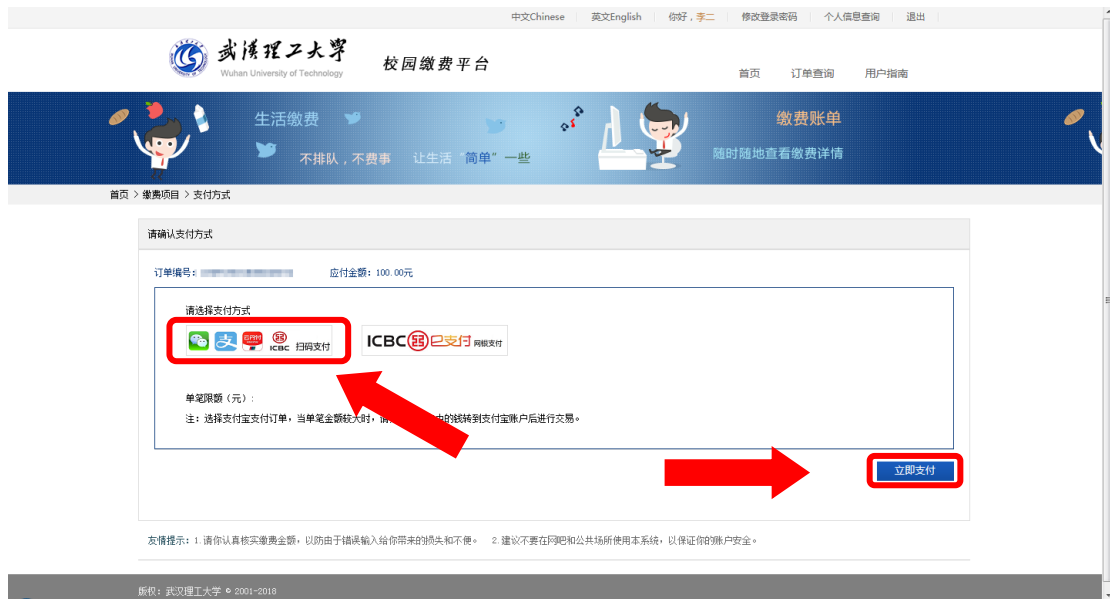 中文Chinese 英文English 你好，李二 修改登录密码 个人信息查询 退出
武汉理工大学
Wuhan University of Technology
校园缴费平台
首页 订单查询 用户指南
生活缴费
不排队，不费事 让生活“简单”一些
缴费账单
随时随地查看缴费详情
首页 > 缴费项目 > 支付方式
请确认支付方式
订单编号： 应付金额：100.00元
请选择支付方式
ICBC 扫码支付 ICBC 已支付 网银支付
单笔限额（元）：
注：选择支付宝支付订单，当单笔金额较大时，请 中的钱转到支付宝账户后进行交易。
立即支付
友情提示：1.请你认真核实缴费金额，以防由于错误输入给你带来的损失和不便。 2.建议不要在网吧和公共场所使用本系统，以保证你的账户安全。
版权：武汉理工大学 © 2001-2018